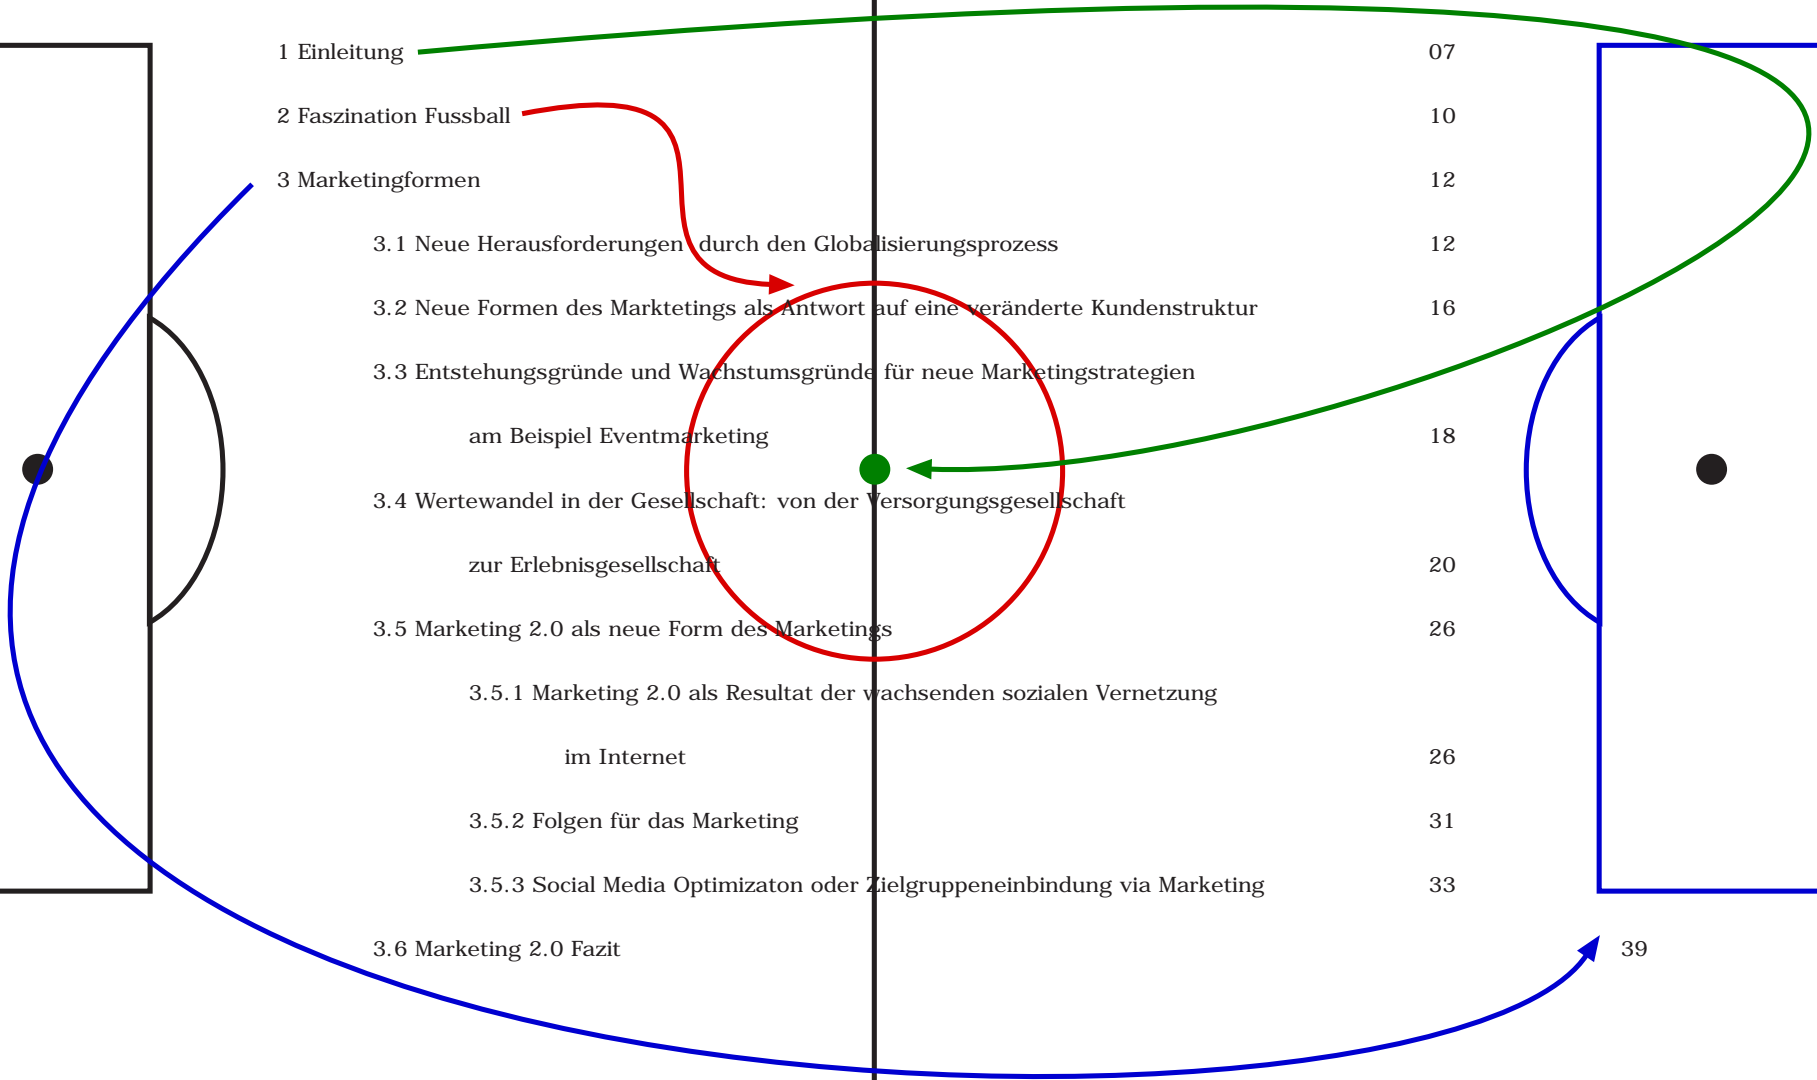 1 Einleitung 07
2 Faszination Fussball 10
3 Marketingformen 12
3.1 Neue Herausforderungen durch den Globalisierungsprozess 12
3.2 Neue Formen des Marktetings als Antwort auf eine veränderte Kundenstruktur 16
3.3 Entstehungsgründe und Wachstumsgründe für neue Marketingstrategien
am Beispiel Eventmarketing 18
3.4 Wertewandel in der Gesellschaft: von der Versorgungsgesellschaft
zur Erlebnisgesellschaft 20
3.5 Marketing 2.0 als neue Form des Marketings 26
3.5.1 Marketing 2.0 als Resultat der wachsenden sozialen Vernetzung
im Internet 26
3.5.2 Folgen für das Marketing 31
3.5.3 Social Media Optimizaton oder Zielgruppeneinbindung via Marketing 33
3.6 Marketing 2.0 Fazit 39